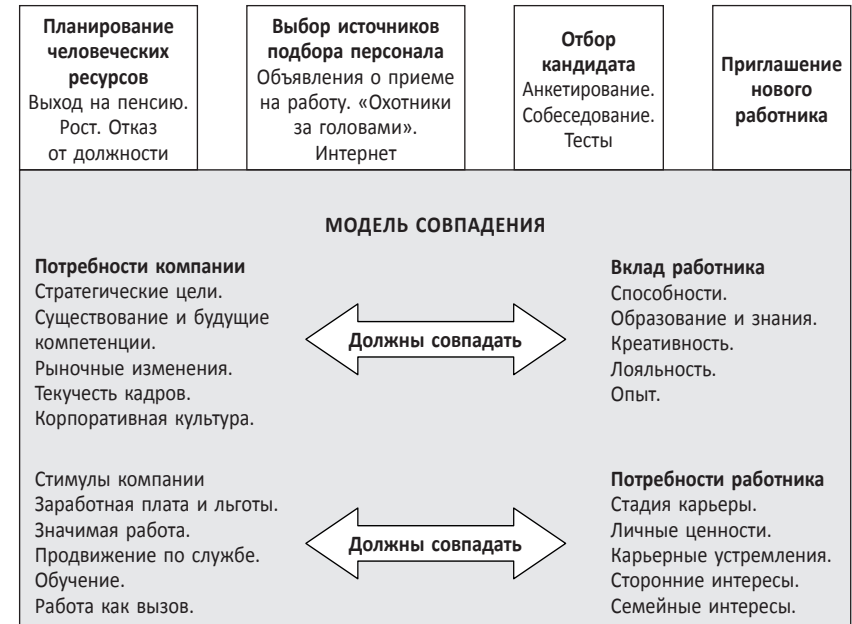 Планирование
человеческих
ресурсов
Выход на пенсию.
Рост. Отказ
от должности
Выбор источников
подбора персонала
Объявления о приеме
на работу. «Охотники
за головами».
Интернет
Отбор
кандидата
Анкетирование.
Собеседование.
Тесты
Приглашение
нового
работника
МОДЕЛЬ СОВПАДЕНИЯ
Потребности компании
Стратегические цели.
Существование и будущие
компетенции.
Рыночные изменения.
Текучесть кадров.
Корпоративная культура.
Должны совпадать
Вклад работника
Способности.
Образование и знания.
Креативность.
Лояльность.
Опыт.
Стимулы компании
Заработная плата и льготы.
Значимая работа.
Продвижение по службе.
Обучение.
Работа как вызов.
Должны совпадать
Потребности работника
Стадия карьеры.
Личные ценности.
Карьерные устремления.
Сторонние интересы.
Семейные интересы.